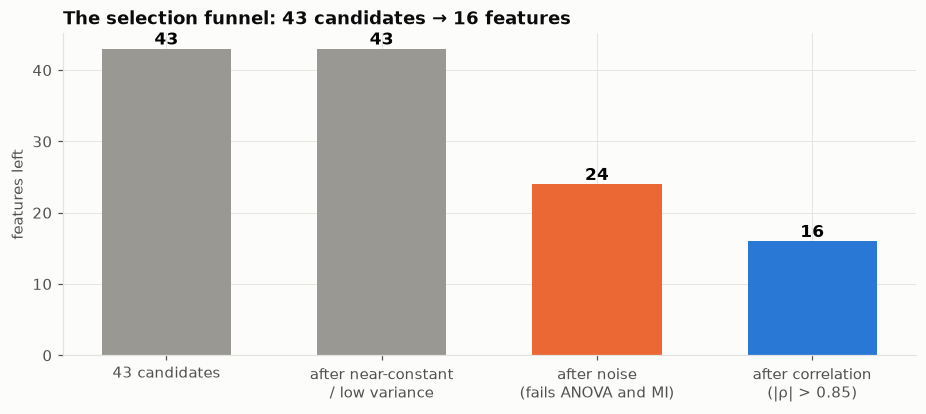 The selection funnel: 43 candidates → 16 features
43
43
24
16
features left
40
30
20
10
0
43 candidates
after near-constant
/ low variance
after noise
(fails ANOVA and MI)
after correlation
(|ρ| > 0.85)